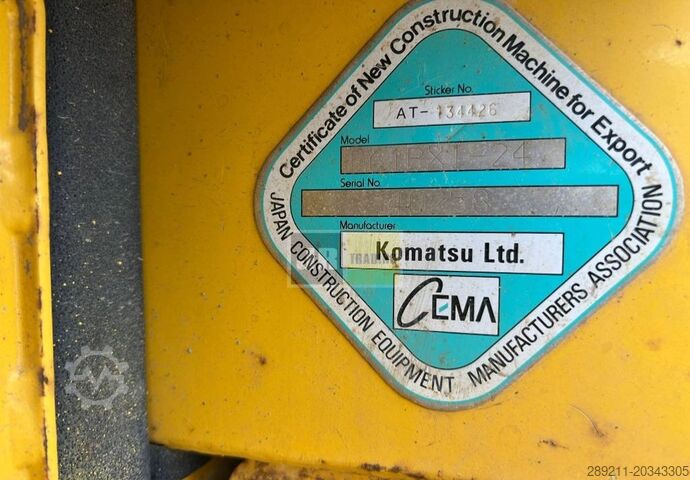 Certificate of New Construction Machine for Export
Sticker No.
AT-134426
Model
Serial No.
Manufacturer
Komatsu Ltd.
CEMA
JAPAN CONSTRUCTION EQUIPMENT MANUFACTURERS ASSOCIATION
TRADING
289211-20343305